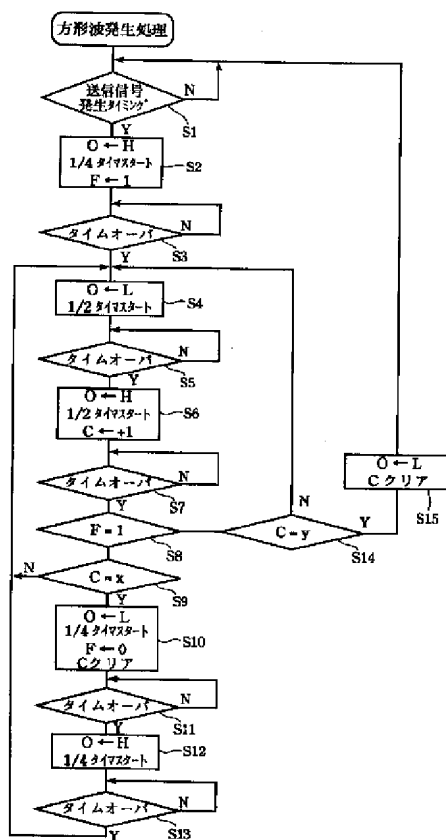 方形波発生処理
送信信号
発生タイミング
N
S1
Y
O ← H
1/4 タイマスタート
F ← 1
S2
タイムオーバ
N
S3
Y
O ← L
1/2 タイマスタート
S4
タイムオーバ
N
S5
Y
O ← H
1/2 タイマスタート
C ← +1
S6
タイムオーバ
N
S7
Y
F = 1
S8
C = y
N
Y
S14
O ← L
C クリア
S15
N
C = x
S9
Y
O ← L
1/4 タイマスタート
F ← 0
C クリア
S10
タイムオーバ
N
S11
Y
O ← H
1/4 タイマスタート
S12
タイムオーバ
N
S13
Y